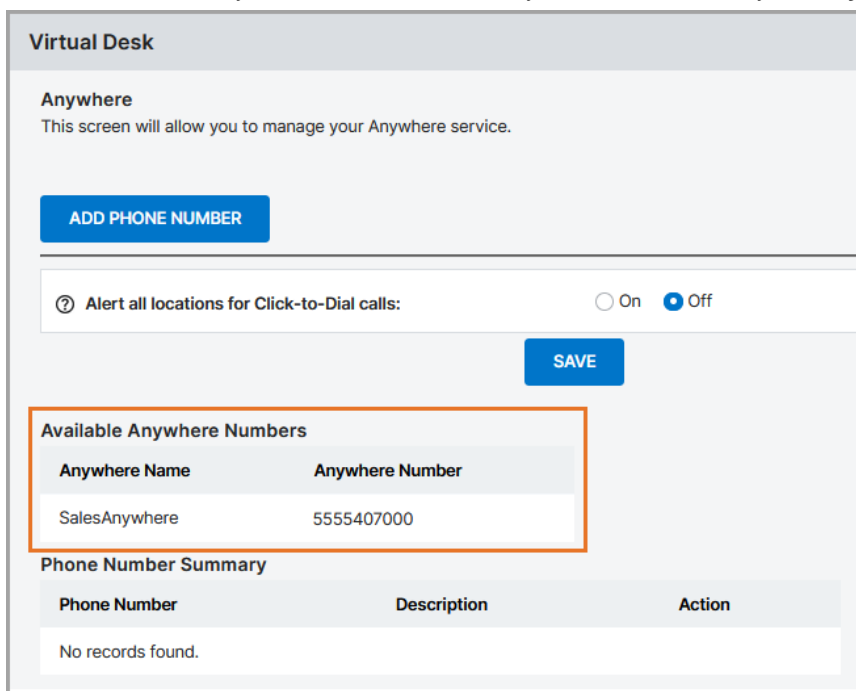 Virtual Desk
Anywhere
This screen will allow you to manage your Anywhere service.
ADD PHONE NUMBER
? Alert all locations for Click-to-Dial calls: On Off
SAVE
Available Anywhere Numbers
Anywhere Name Anywhere Number
SalesAnywhere 5555407000
Phone Number Summary
Phone Number Description Action
No records found.